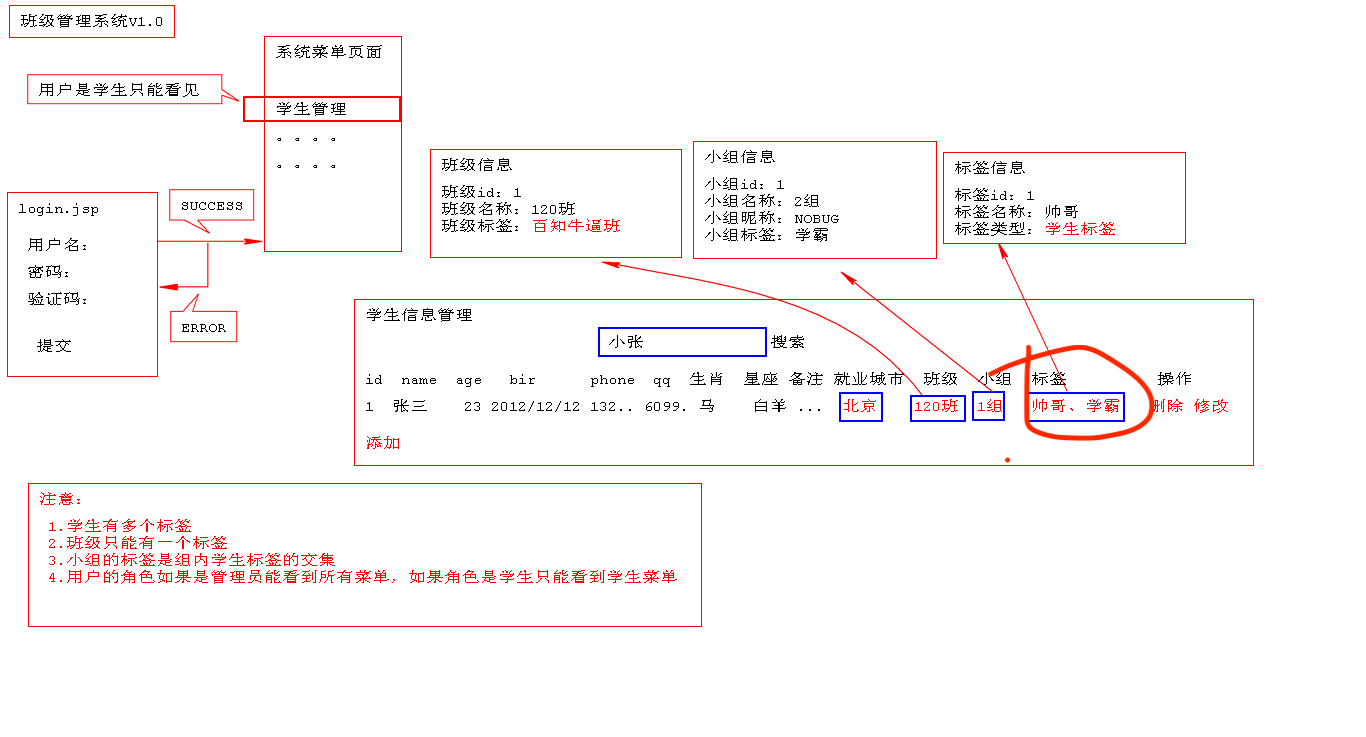 班级管理系统V1.0
系统菜单页面
用户是学生只能看见
学生管理
。。。。
。。。。
login.jsp
用户名:
密码:
验证码:
提交
SUCCESS
ERROR
班级信息
班级id: 1
班级名称: 120班
班级标签: 百知牛逼班
小组信息
小组id: 1
小组名称: 2组
小组昵称: NOBUG
小组标签: 学霸
标签信息
标签id: 1
标签名称: 帅哥
标签类型: 学生标签
学生信息管理
小张 搜索
id name age bir phone qq 生肖 星座 备注 就业城市 班级 小组 标签 操作
1 张三 23 2012/12/12 132.. 6099. 马 白羊 ... 北京 120班 1组 帅哥、学霸 删除 修改
添加
注意:
1.学生有多个标签
2.班级只能有一个标签
3.小组的标签是组内学生标签的交集
4.用户的角色如果是管理员能看到所有菜单, 如果角色是学生只能看到学生菜单